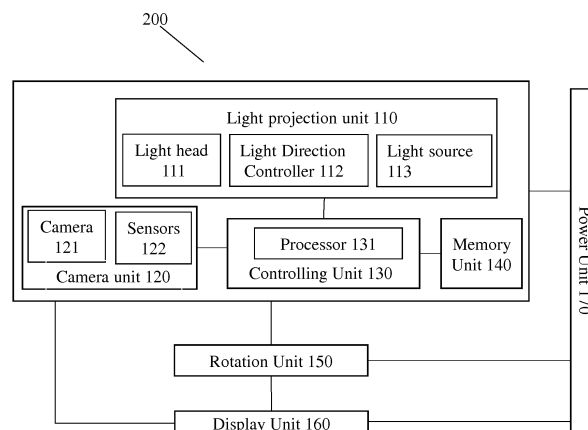 200
Light projection unit 110
Light head
111
Light Direction
Controller 112
Light source
113
Camera
121
Sensors
122
Camera unit 120
Processor 131
Controlling Unit 130
Memory
Unit 140
Power Unit 170
Rotation Unit 150
Display Unit 160